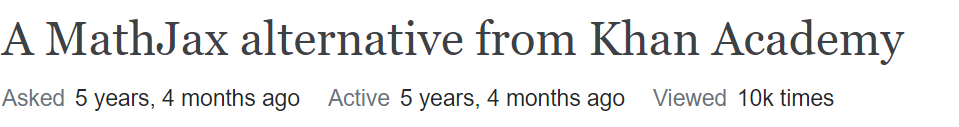 A MathJax alternative from Khan Academy
Asked 5 years, 4 months ago Active 5 years, 4 months ago Viewed 10k times